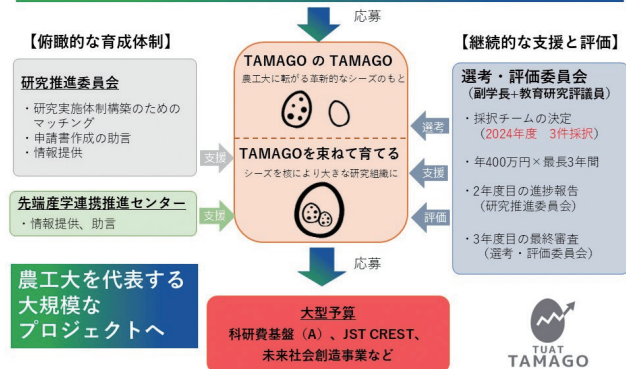 応募
【俯瞰的な育成体制】
研究推進委員会
・研究実施体制構築のための
マッチング
・申請書作成の助言
・情報提供
支援
先端産学連携推進センター
・情報提供、助言
支援
TAMAGO の TAMAGO
農工大に転がる革新的なシーズのもと
TAMAGOを束ねて育てる
シーズを核により大きな研究組織に
【継続的な支援と評価】
選考・評価委員会
(副学長+教育研究評議員)
・採択チームの決定
(2024年度 3件採択)
・年400万円×最長3年間
・2年度目の進捗報告
(研究推進委員会)
・3年度目の最終審査
(選考・評価委員会)
選考
支援
評価
応募
農工大を代表する
大規模な
プロジェクトへ
大型予算
科研費基盤(A)、JST CREST、
未来社会創造事業など
TUAT
TAMAGO